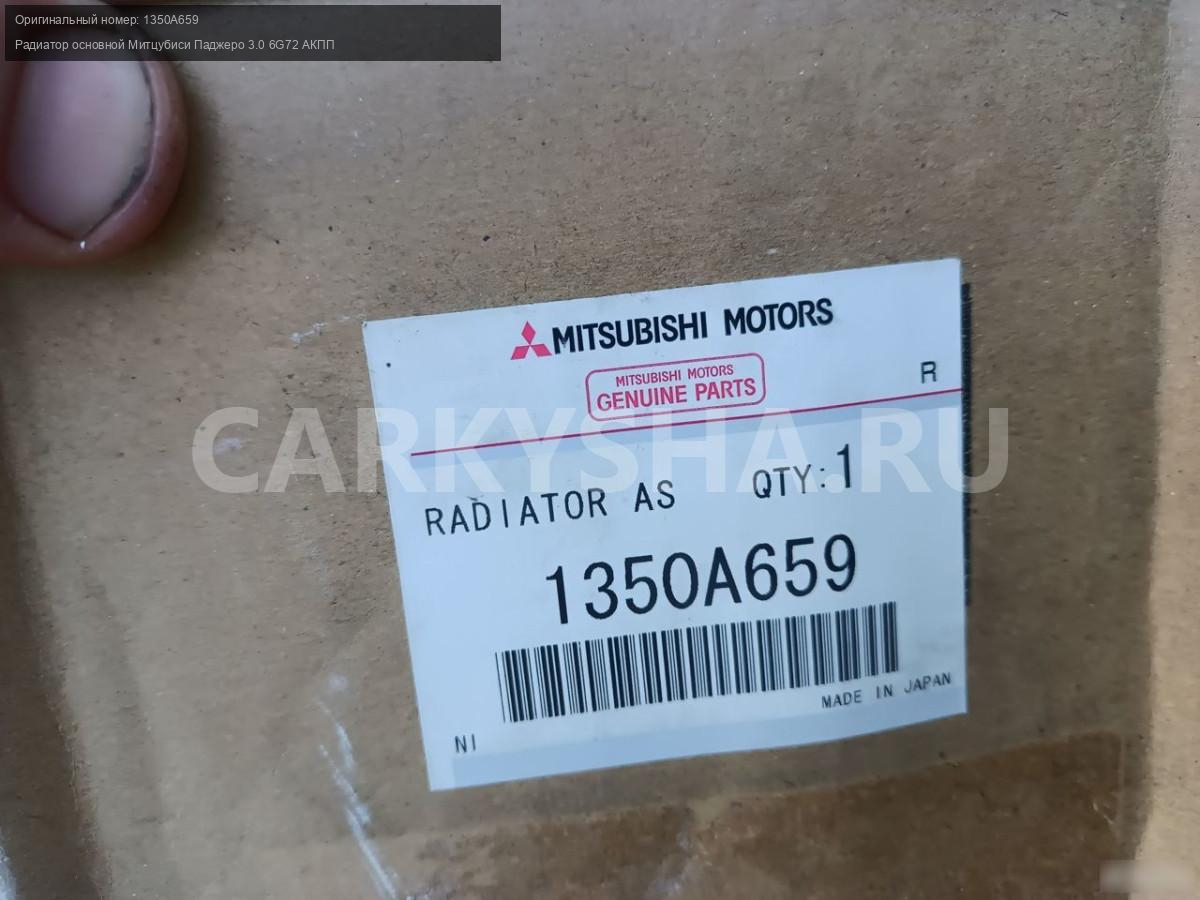 Оригинальный номер: 1350A659
Радиатор основной Митцубиси Паджеро 3.0 6G72 АКПП
MITSUBISHI MOTORS
MITSUBISHI MOTORS
GENUINE PARTS
R
CARKYSHA.RU
RADIATOR AS QTY:1
1350A659
MADE IN JAPAN
NI